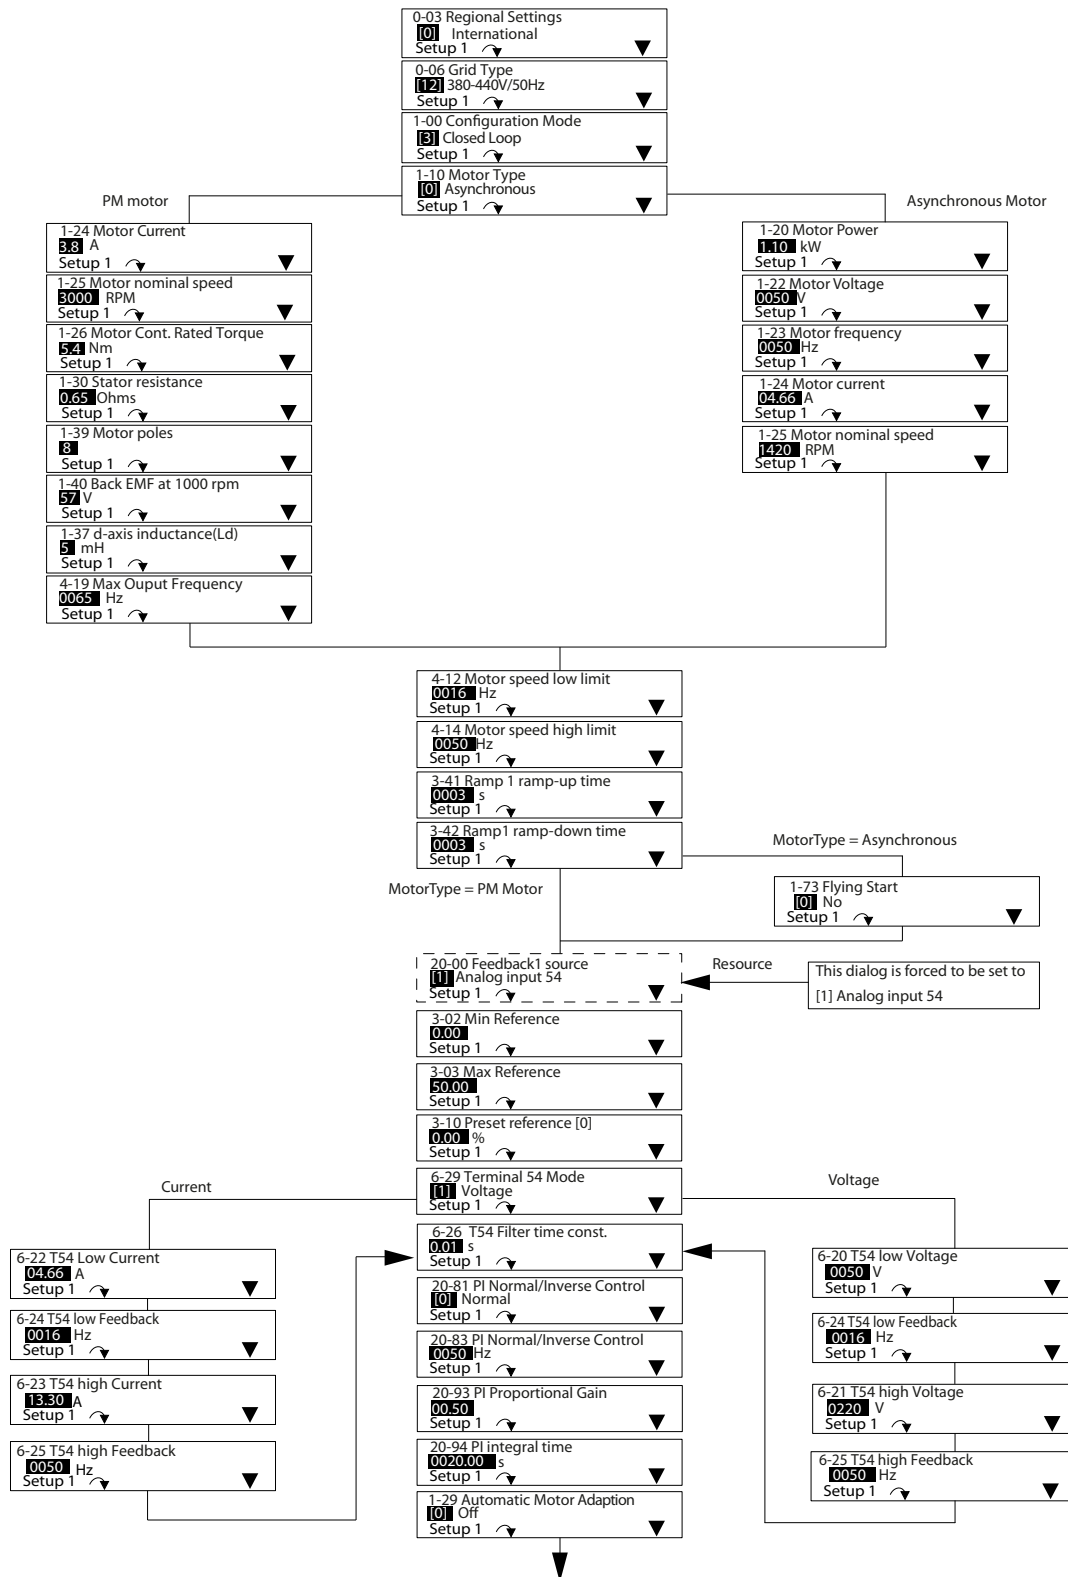 0-03 Regional Settings
[0] International
Setup 1
0-06 Grid Type
[12] 380-440V/50Hz
Setup 1
1-00 Configuration Mode
[3] Closed Loop
Setup 1
1-10 Motor Type
[0] Asynchronous
Setup 1
PM motor
Asynchronous Motor
1-24 Motor Current
3.8 A
Setup 1
1-25 Motor nominal speed
3000 RPM
Setup 1
1-26 Motor Cont. Rated Torque
5.4 Nm
Setup 1
1-30 Stator resistance
0.65 Ohms
Setup 1
1-39 Motor poles
8
Setup 1
1-40 Back EMF at 1000 rpm
57 V
Setup 1
1-37 d-axis inductance(Ld)
5 mH
Setup 1
4-19 Max Ouput Frequency
0065 Hz
Setup 1
1-20 Motor Power
1.10 kW
Setup 1
1-22 Motor Voltage
0050 V
Setup 1
1-23 Motor frequency
0050 Hz
Setup 1
1-24 Motor current
04.66 A
Setup 1
1-25 Motor nominal speed
1420 RPM
Setup 1
4-12 Motor speed low limit
0016 Hz
Setup 1
4-14 Motor speed high limit
0050 Hz
Setup 1
3-41 Ramp 1 ramp-up time
0003 s
Setup 1
3-42 Ramp1 ramp-down time
0003 s
Setup 1
MotorType = Asynchronous
MotorType = PM Motor
1-73 Flying Start
[0] No
Setup 1
20-00 Feedback1 source
[1] Analog input 54
Setup 1
Resource
This dialog is forced to be set to
[1] Analog input 54
3-02 Min Reference
0.00
Setup 1
3-03 Max Reference
50.00
Setup 1
3-10 Preset reference [0]
0.00 %
Setup 1
6-29 Terminal 54 Mode
[1] Voltage
Setup 1
Current
Voltage
6-22 T54 Low Current
04.66 A
Setup 1
6-24 T54 low Feedback
0016 Hz
Setup 1
6-23 T54 high Current
13.30 A
Setup 1
6-25 T54 high Feedback
0050 Hz
Setup 1
6-26 T54 Filter time const.
0.01 s
Setup 1
20-81 PI Normal/Inverse Control
[0] Normal
Setup 1
20-83 PI Normal/Inverse Control
0050 Hz
Setup 1
20-93 PI Proportional Gain
00.50
Setup 1
20-94 PI integral time
0020.00 s
Setup 1
1-29 Automatic Motor Adaption
[0] Off
Setup 1
6-20 T54 low Voltage
0050 V
Setup 1
6-24 T54 low Feedback
0016 Hz
Setup 1
6-21 T54 high Voltage
0220 V
Setup 1
6-25 T54 high Feedback
0050 Hz
Setup 1